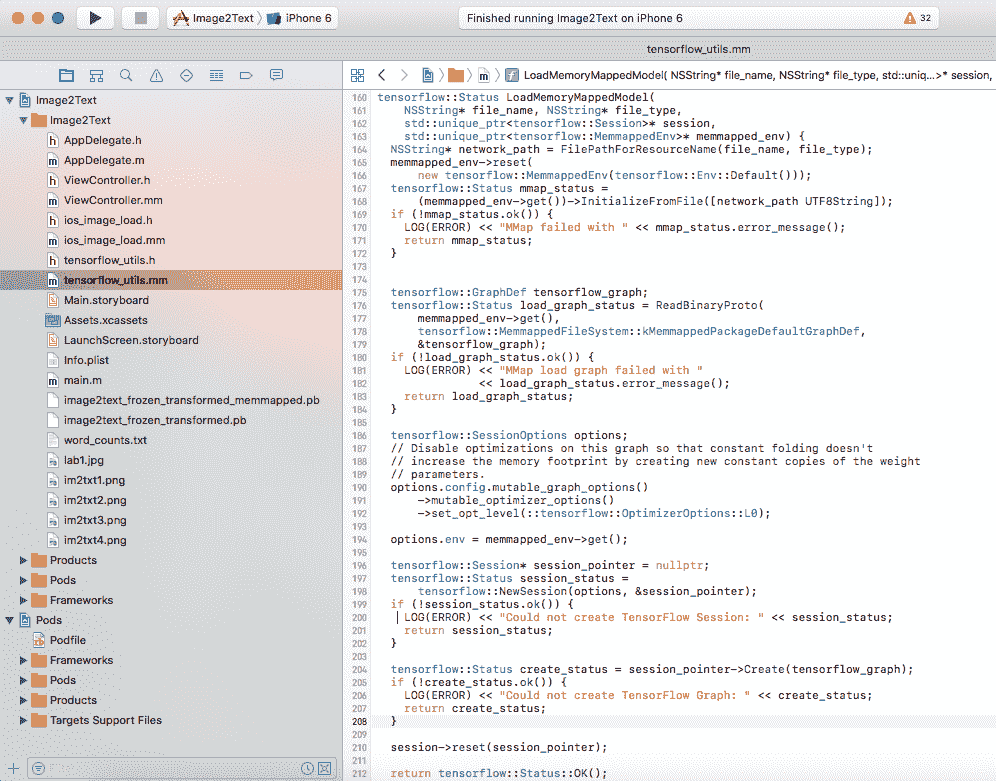 Image2Text
iPhone 6
Finished running Image2Text on iPhone 6
32
tensorflow_utils.mm
LoadMemoryMappedModel( NSString* file_name, NSString* file_type, std::uniq...>* session,
Image2Text
Image2Text
AppDelegate.h
AppDelegate.m
ViewController.h
ViewController.mm
ios_image_load.h
ios_image_load.mm
tensorflow_utils.h
tensorflow_utils.mm
Main.storyboard
Assets.xcassets
LaunchScreen.storyboard
Info.plist
main.m
image2text_frozen_transformed_memmapped.pb
image2text_frozen_transformed.pb
word_counts.txt
lab1.jpg
im2txt1.png
im2txt2.png
im2txt3.png
im2txt4.png
Products
Pods
Frameworks
Pods
Podfile
Frameworks
Pods
Products
Targets Support Files
160 tensorflow::Status LoadMemoryMappedModel(
161 NSString* file_name, NSString* file_type,
162 std::unique_ptr<tensorflow::Session>* session,
163 std::unique_ptr<tensorflow::MemmappedEnv>* memmapped_env) {
164 NSString* network_path = FilePathForResourceName(file_name, file_type);
165 memmapped_env->reset(
166 new tensorflow::MemmappedEnv(tensorflow::Env::Default()));
167 tensorflow::Status mmap_status =
168 (memmapped_env->get())->InitializeFromFile([network_path UTF8String]);
169 if (!mmap_status.ok()) {
170 LOG(ERROR) << "MMap failed with " << mmap_status.error_message();
171 return mmap_status;
172 }
173
174
175 tensorflow::GraphDef tensorflow_graph;
176 tensorflow::Status load_graph_status = ReadBinaryProto(
177 memmapped_env->get(),
178 tensorflow::MemmappedFileSystem::kMemmappedPackageDefaultGraphDef,
179 &tensorflow_graph);
180 if (!load_graph_status.ok()) {
181 LOG(ERROR) << "MMap load graph failed with "
182 << load_graph_status.error_message();
183 return load_graph_status;
184 }
185
186 tensorflow::SessionOptions options;
187 // Disable optimizations on this graph so that constant folding doesn't
188 // increase the memory footprint by creating new constant copies of the weight
189 // parameters.
190 options.config.mutable_graph_options()
191 ->mutable_optimizer_options()
192 ->set_opt_level(::tensorflow::OptimizerOptions::L0);
193
194 options.env = memmapped_env->get();
195
196 tensorflow::Session* session_pointer = nullptr;
197 tensorflow::Status session_status =
198 tensorflow::NewSession(options, &session_pointer);
199 if (!session_status.ok()) {
200 LOG(ERROR) << "Could not create TensorFlow Session: " << session_status;
201 return session_status;
202 }
203
204 tensorflow::Status create_status = session_pointer->Create(tensorflow_graph);
205 if (!create_status.ok()) {
206 LOG(ERROR) << "Could not create TensorFlow Graph: " << create_status;
207 return create_status;
208 }
209
210 session->reset(session_pointer);
211
212 return tensorflow::Status::OK();